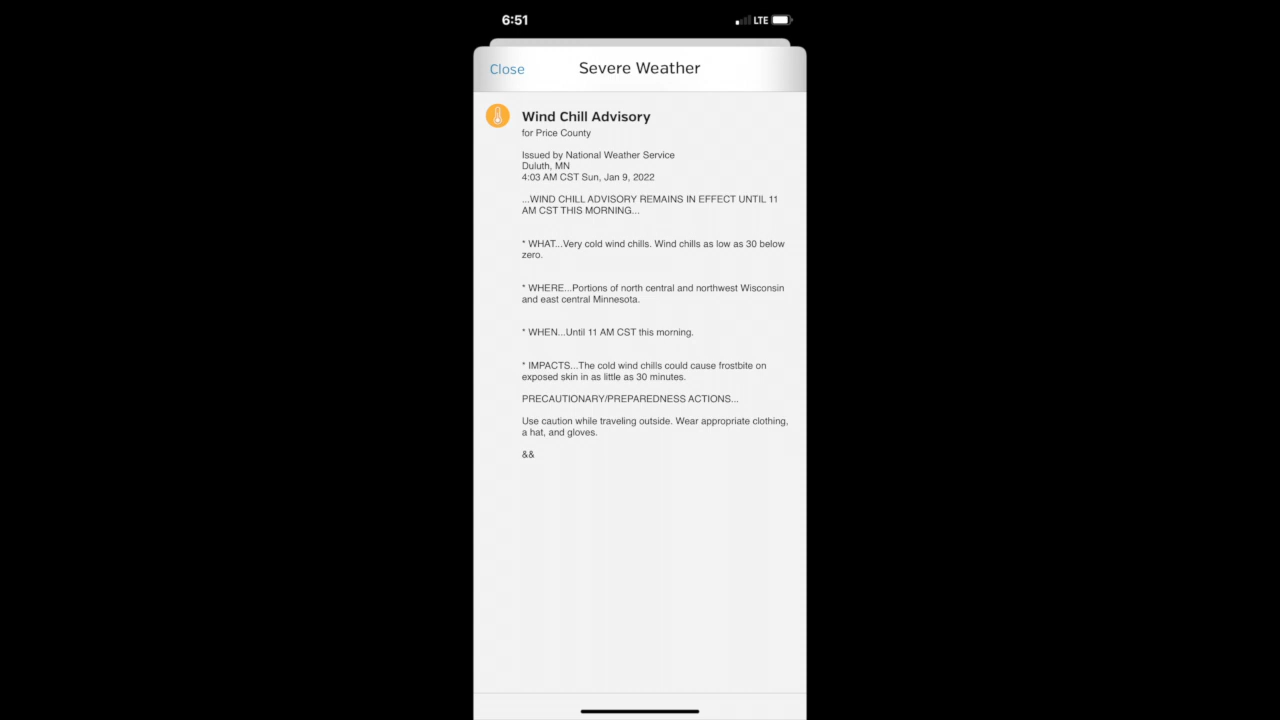 6:51 LTE
Close Severe Weather
Wind Chill Advisory
for Price County
Issued by National Weather Service
Duluth, MN
4:03 AM CST Sun, Jan 9, 2022
...WIND CHILL ADVISORY REMAINS IN EFFECT UNTIL 11
AM CST THIS MORNING...
* WHAT...Very cold wind chills. Wind chills as low as 30 below
zero.
* WHERE...Portions of north central and northwest Wisconsin
and east central Minnesota.
* WHEN...Until 11 AM CST this morning.
* IMPACTS...The cold wind chills could cause frostbite on
exposed skin in as little as 30 minutes.
PRECAUTIONARY/PREPAREDNESS ACTIONS...
Use caution while traveling outside. Wear appropriate clothing,
a hat, and gloves.
&&